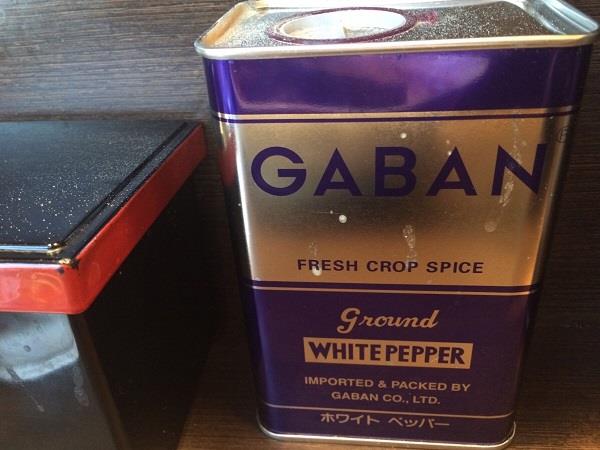 GABAN®
FRESH CROP SPICE
Ground
WHITE PEPPER
IMPORTED & PACKED BY
GABAN CO., LTD.
ホワイト ペッパー